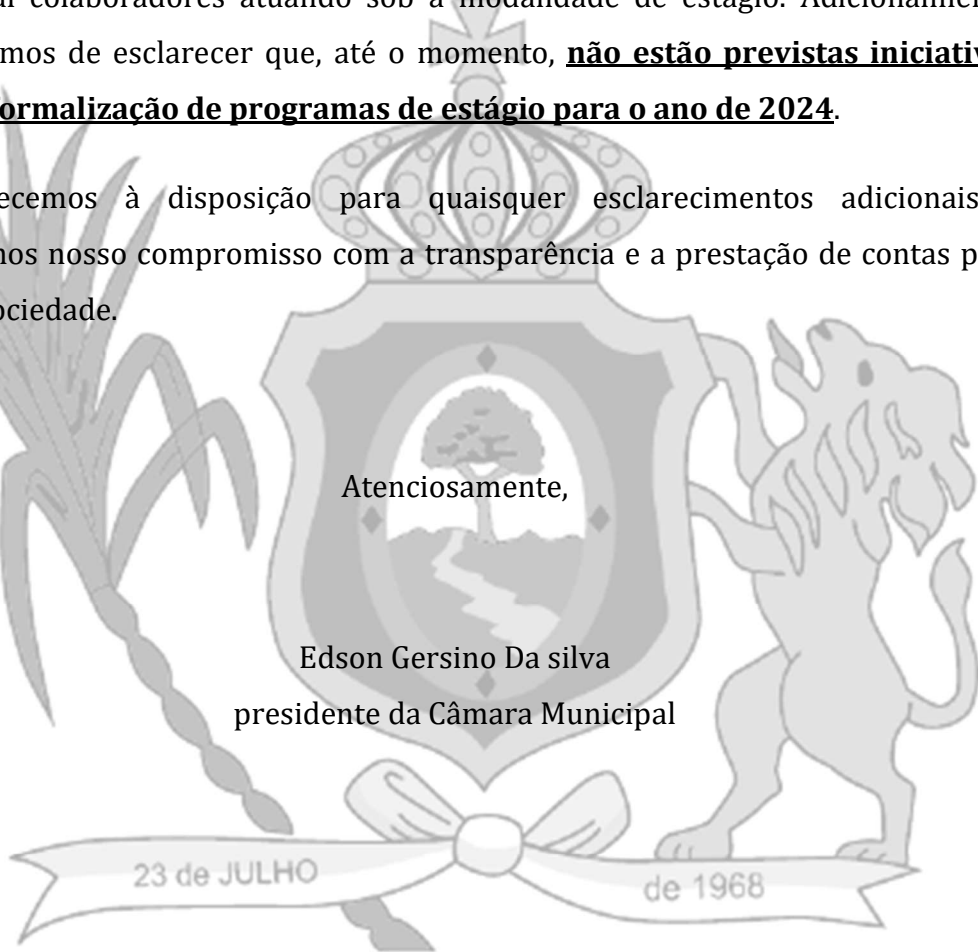 colaboradores atuando sob a modalidade de estágio. Adicionalmen
mos de esclarecer que, até o momento, não estão previstas iniciativ
ormalização de programas de estágio para o ano de 2024.
ecemos à disposição para quaisquer esclarecimentos adicionais
nos nosso compromisso com a transparência e a prestação de contas p
ociedade.
Atenciosamente,
Edson Gersino Da silva
presidente da Câmara Municipal
23 de JULHO
de 1968